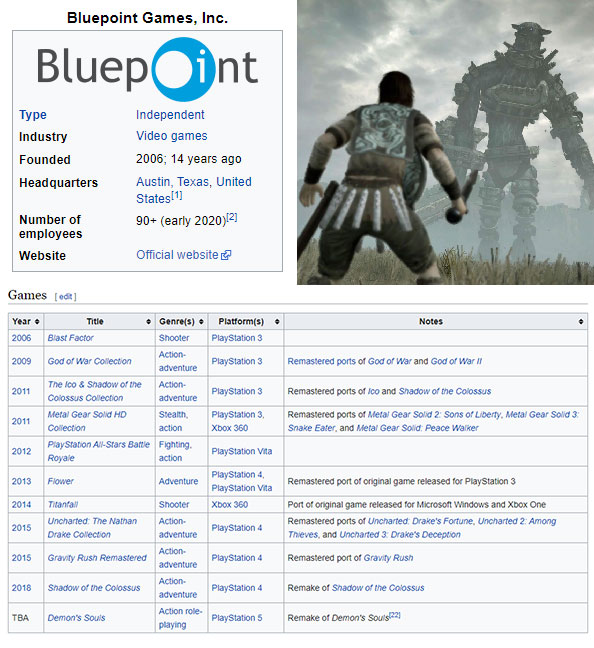 Bluepoint Games, Inc.
Bluepoint
Type Independent
Industry Video games
Founded 2006; 14 years ago
Headquarters Austin, Texas, United
States[1]
Number of
employees 90+ (early 2020)[2]
Website Official website
Games [ edit ]
Year Title Genre(s) Platform(s) Notes
2006 Blast Factor Shooter PlayStation 3
2009 God of War Collection Action-
adventure PlayStation 3 Remastered ports of God of War and God of War II
2011 The Ico & Shadow of the
Colossus Collection Action-
adventure PlayStation 3 Remastered ports of Ico and Shadow of the Colossus
2011 Metal Gear Solid HD
Collection Stealth,
action PlayStation 3,
Xbox 360 Remastered ports of Metal Gear Solid 2: Sons of Liberty, Metal Gear Solid 3:
Snake Eater, and Metal Gear Solid: Peace Walker
2012 PlayStation All-Stars Battle
Royale Fighting,
action PlayStation Vita
2013 Flower Adventure PlayStation 4,
PlayStation Vita Remastered port of original game released for PlayStation 3
2014 Titanfall Shooter Xbox 360 Port of original game released for Microsoft Windows and Xbox One
2015 Uncharted: The Nathan
Drake Collection Action-
adventure PlayStation 4 Remastered ports of Uncharted: Drake's Fortune, Uncharted 2: Among
Thieves, and Uncharted 3: Drake's Deception
2015 Gravity Rush Remastered Action-
adventure PlayStation 4 Remastered port of Gravity Rush
2018 Shadow of the Colossus Action-
adventure PlayStation 4 Remake of Shadow of the Colossus
TBA Demon's Souls Action role-
playing PlayStation 5 Remake of Demon's Souls[22]